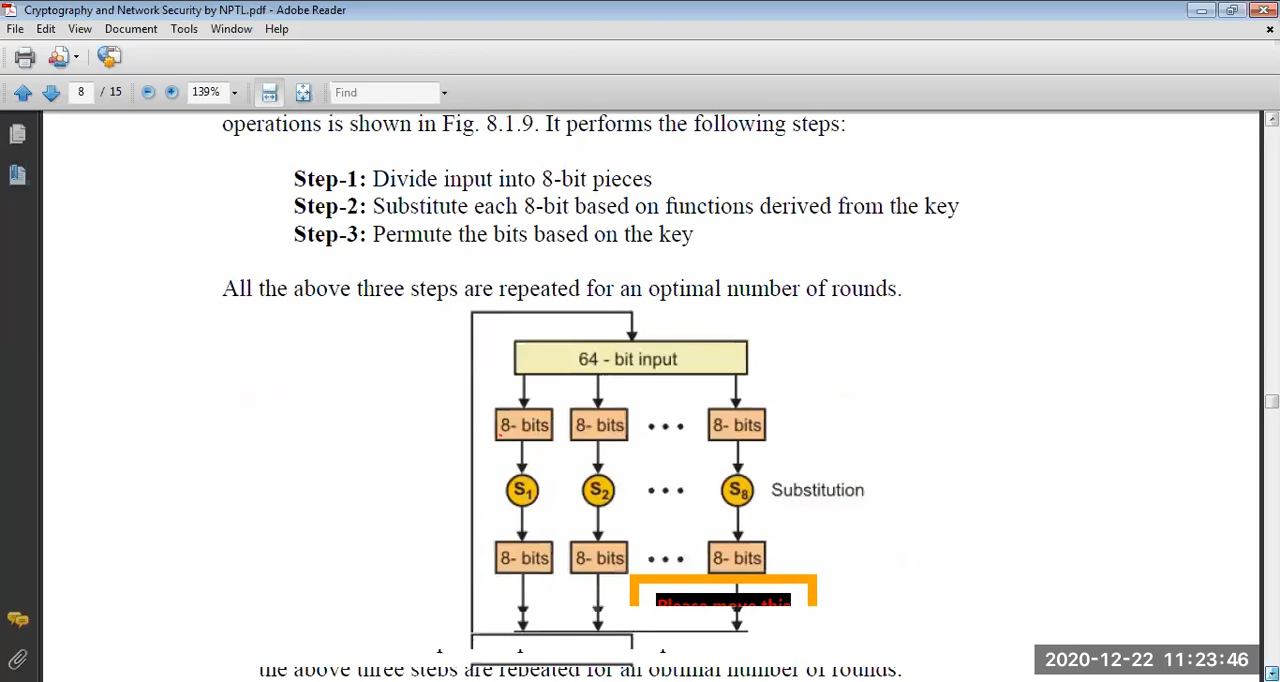 Cryptography and Network Security by NPTL.pdf - Adobe Reader
File Edit View Document Tools Window Help
8 / 15 139% Find
operations is shown in Fig. 8.1.9. It performs the following steps:
Step-1: Divide input into 8-bit pieces
Step-2: Substitute each 8-bit based on functions derived from the key
Step-3: Permute the bits based on the key
All the above three steps are repeated for an optimal number of rounds.
64 - bit input
8- bits 8- bits • • • 8- bits
S1 S2 • • • S8 Substitution
8- bits 8- bits • • • 8- bits
Please move this
the above three steps are repeated for an optimal number of rounds.
2020-12-22 11:23:46